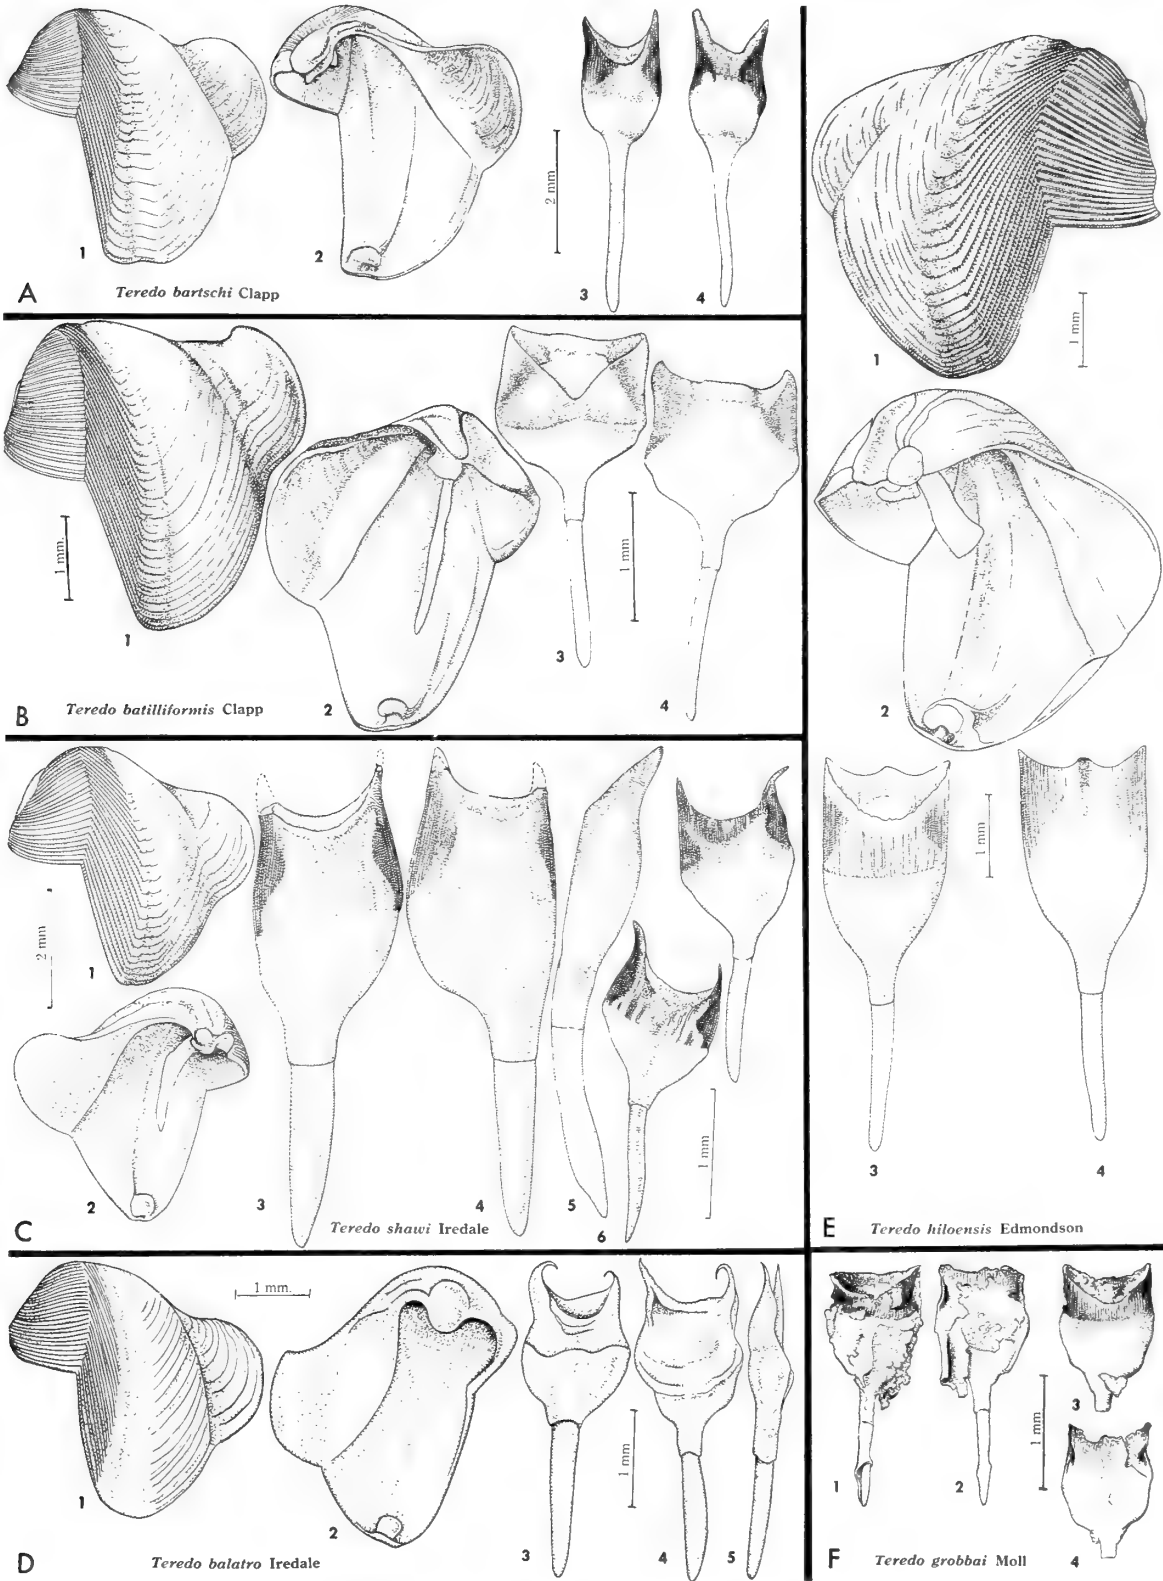 1
2
2 mm
3
4
A
Teredo bartschi Clapp
1 mm.
1
2
3
1 mm
4
B
Teredo batilliformis Clapp
2 mm
1
2
3
4
5
6
1 mm
C
Teredo shawi Iredale
1 mm.
1
2
3
1 mm
4
5
D
Teredo balatro Iredale
1 mm
1
2
1 mm
3
4
E
Teredo hiloensis Edmondson
1
2
1 mm
3
4
F
Teredo grobbai Moll